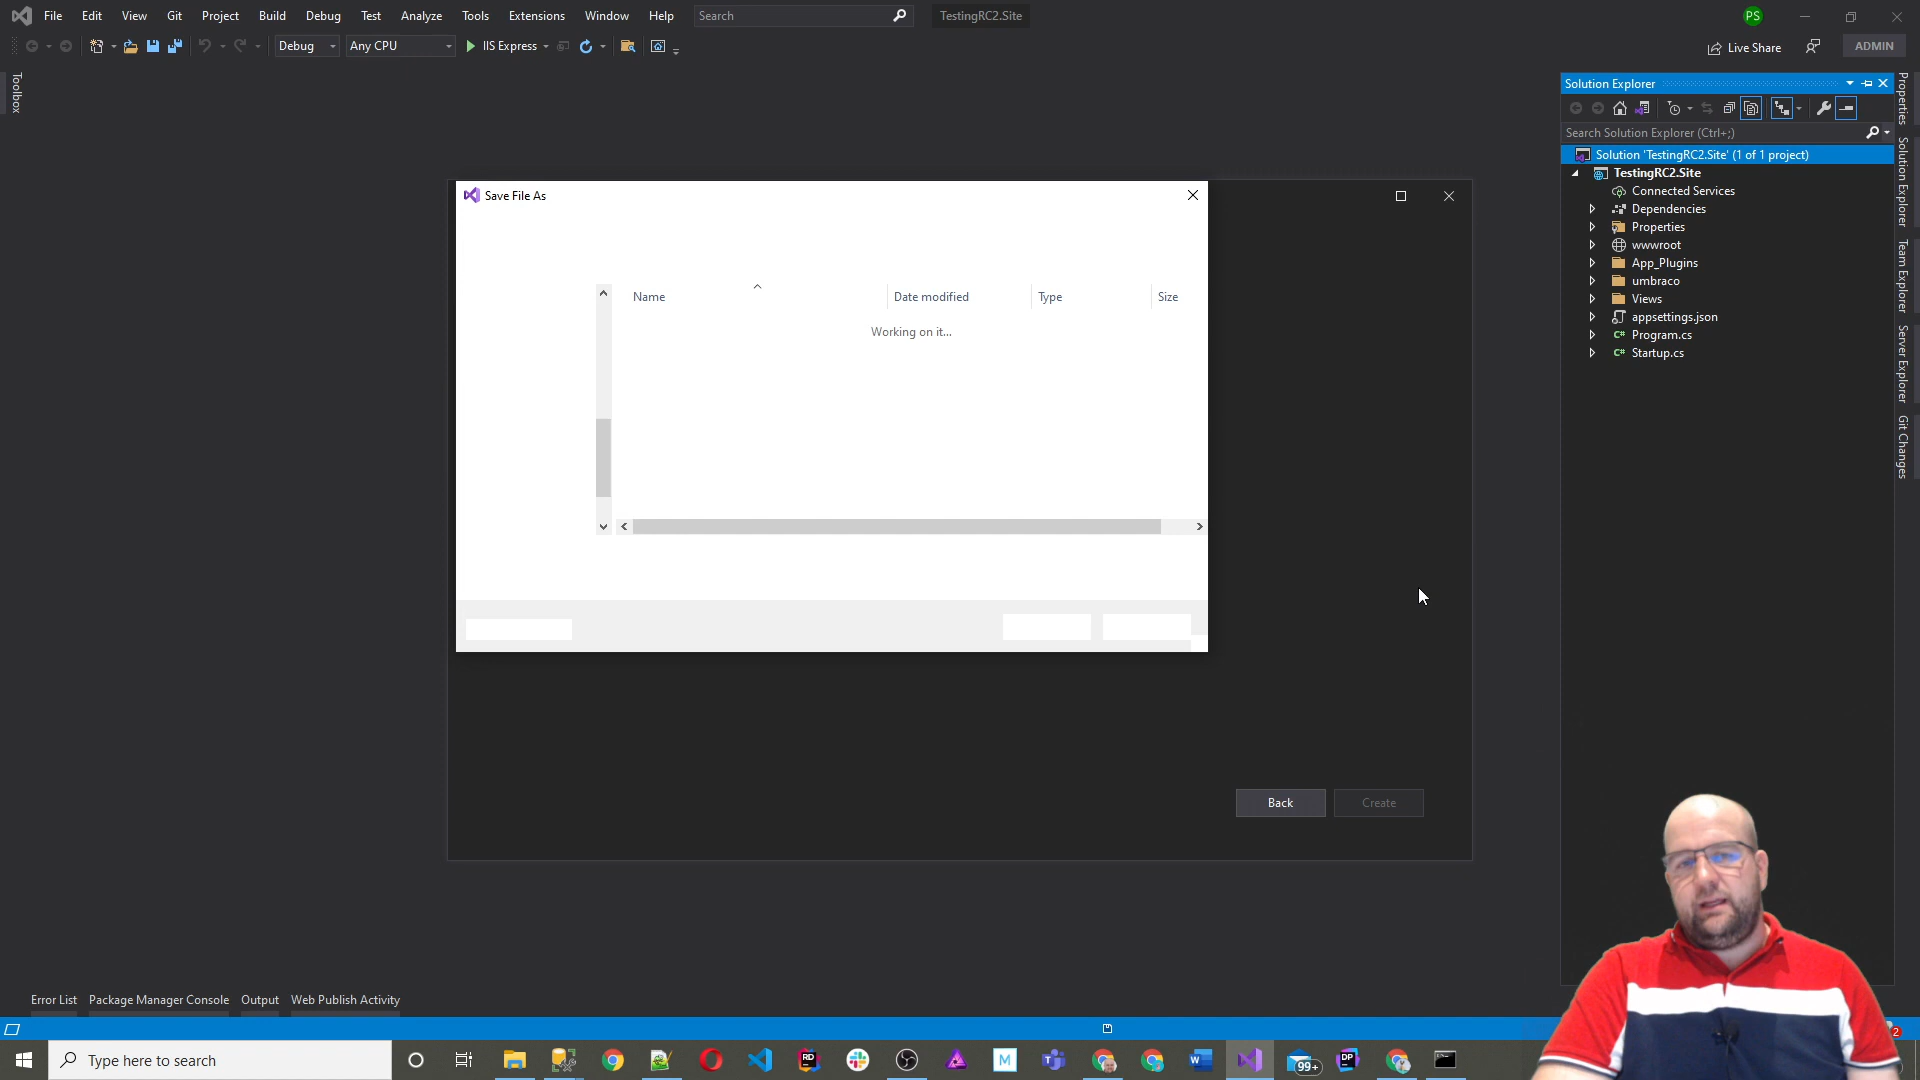 File Edit View Git Project Build Debug Test Analyze Tools Extensions Window Help Search TestingRC2.Site PS
Debug Any CPU IIS Express Live Share ADMIN
Toolbox
Solution Explorer
Search Solution Explorer (Ctrl+;)
Solution 'TestingRC2.Site' (1 of 1 project)
TestingRC2.Site
Connected Services
Dependencies
Properties
wwwroot
App_Plugins
umbraco
Views
appsettings.json
C# Program.cs
C# Startup.cs
Properties
Solution Explorer
Team Explorer
Server Explorer
Git Changes
Save File As
Name Date modified Type Size
Working on it...
Back Create
Error List Package Manager Console Output Web Publish Activity
2
Type here to search
RD
M
T
W
99+
DP